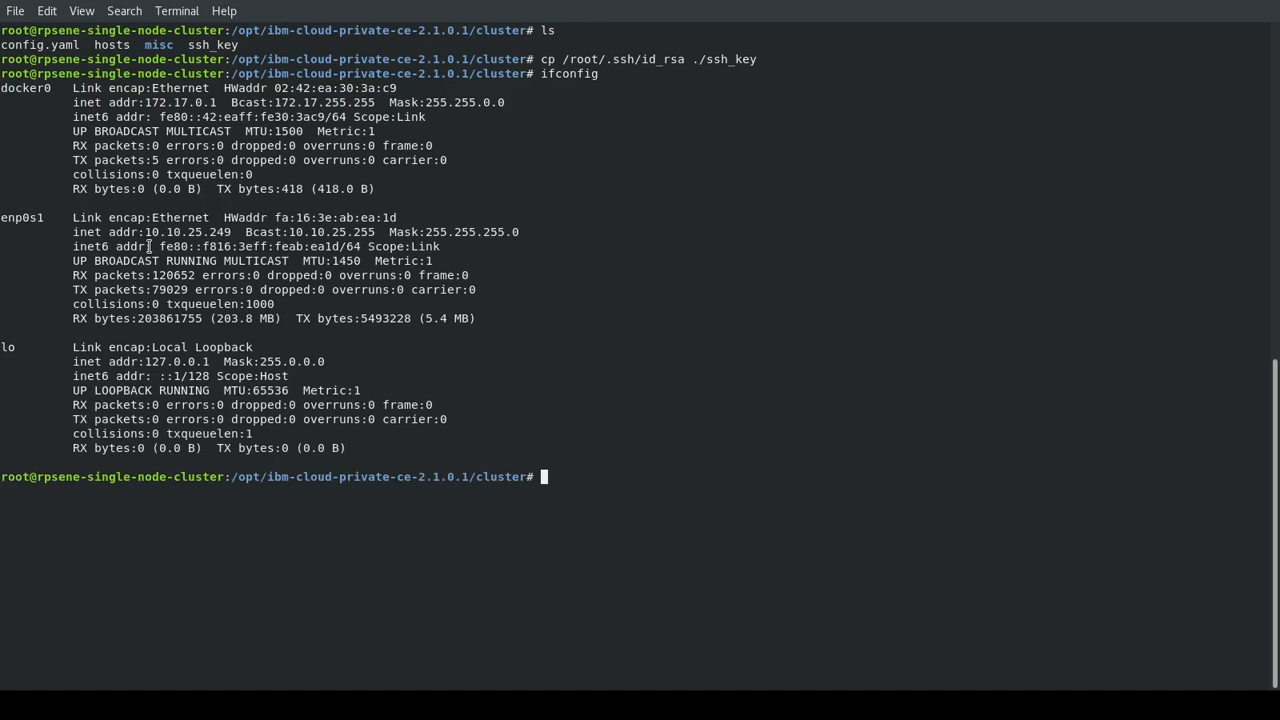 File Edit View Search Terminal Help
root@rpsene-single-node-cluster:/opt/ibm-cloud-private-ce-2.1.0.1/cluster# ls
config.yaml  hosts  misc  ssh_key
root@rpsene-single-node-cluster:/opt/ibm-cloud-private-ce-2.1.0.1/cluster# cp /root/.ssh/id_rsa ./ssh_key
root@rpsene-single-node-cluster:/opt/ibm-cloud-private-ce-2.1.0.1/cluster# ifconfig
docker0   Link encap:Ethernet  HWaddr 02:42:ea:30:3a:c9
          inet addr:172.17.0.1  Bcast:172.17.255.255  Mask:255.255.0.0
          inet6 addr: fe80::42:eaff:fe30:3ac9/64 Scope:Link
          UP BROADCAST MULTICAST  MTU:1500  Metric:1
          RX packets:0 errors:0 dropped:0 overruns:0 frame:0
          TX packets:5 errors:0 dropped:0 overruns:0 carrier:0
          collisions:0 txqueuelen:0
          RX bytes:0 (0.0 B)  TX bytes:418 (418.0 B)

enp0s1    Link encap:Ethernet  HWaddr fa:16:3e:ab:ea:1d
          inet addr:10.10.25.249  Bcast:10.10.25.255  Mask:255.255.255.0
          inet6 addr: fe80::f816:3eff:feab:ea1d/64 Scope:Link
          UP BROADCAST RUNNING MULTICAST  MTU:1450  Metric:1
          RX packets:120652 errors:0 dropped:0 overruns:0 frame:0
          TX packets:79029 errors:0 dropped:0 overruns:0 carrier:0
          collisions:0 txqueuelen:1000
          RX bytes:203861755 (203.8 MB)  TX bytes:5493228 (5.4 MB)

lo        Link encap:Local Loopback
          inet addr:127.0.0.1  Mask:255.0.0.0
          inet6 addr: ::1/128 Scope:Host
          UP LOOPBACK RUNNING  MTU:65536  Metric:1
          RX packets:0 errors:0 dropped:0 overruns:0 frame:0
          TX packets:0 errors:0 dropped:0 overruns:0 carrier:0
          collisions:0 txqueuelen:1
          RX bytes:0 (0.0 B)  TX bytes:0 (0.0 B)

root@rpsene-single-node-cluster:/opt/ibm-cloud-private-ce-2.1.0.1/cluster#